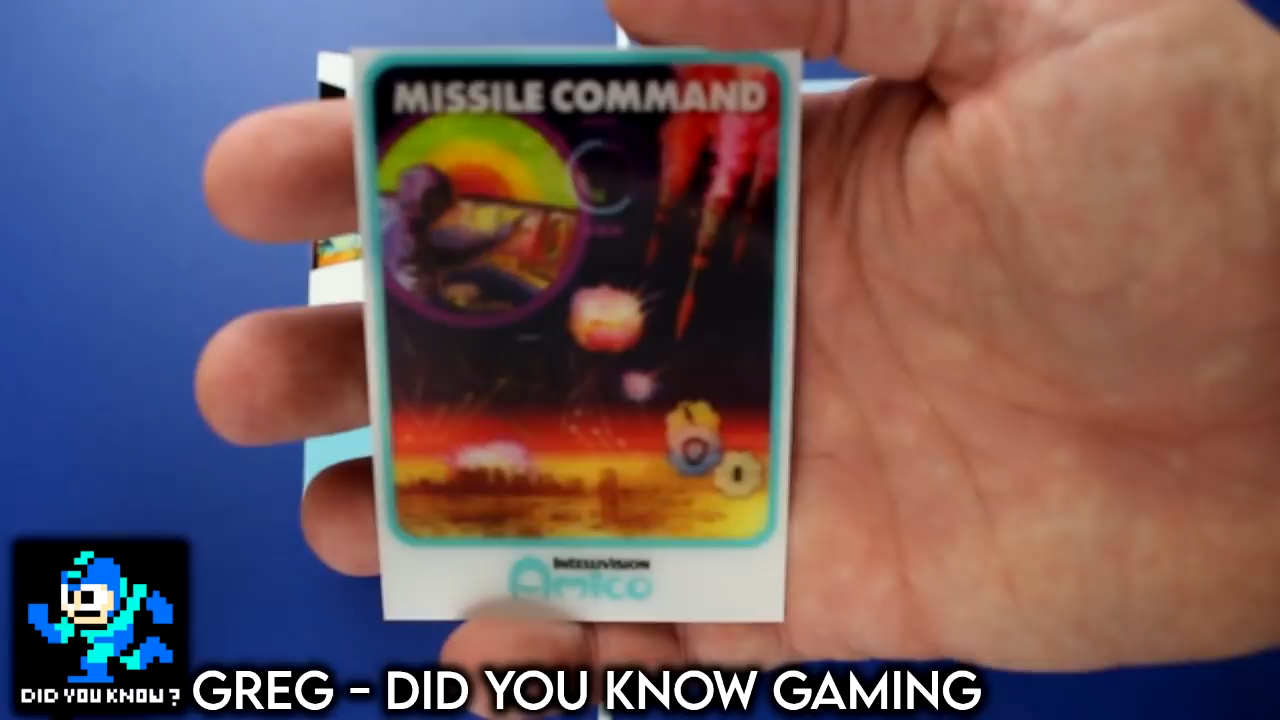 MISSILE COMMAND
INTELLIVISION
Amico
DID YOU KNOW?
GREG - DID YOU KNOW GAMING